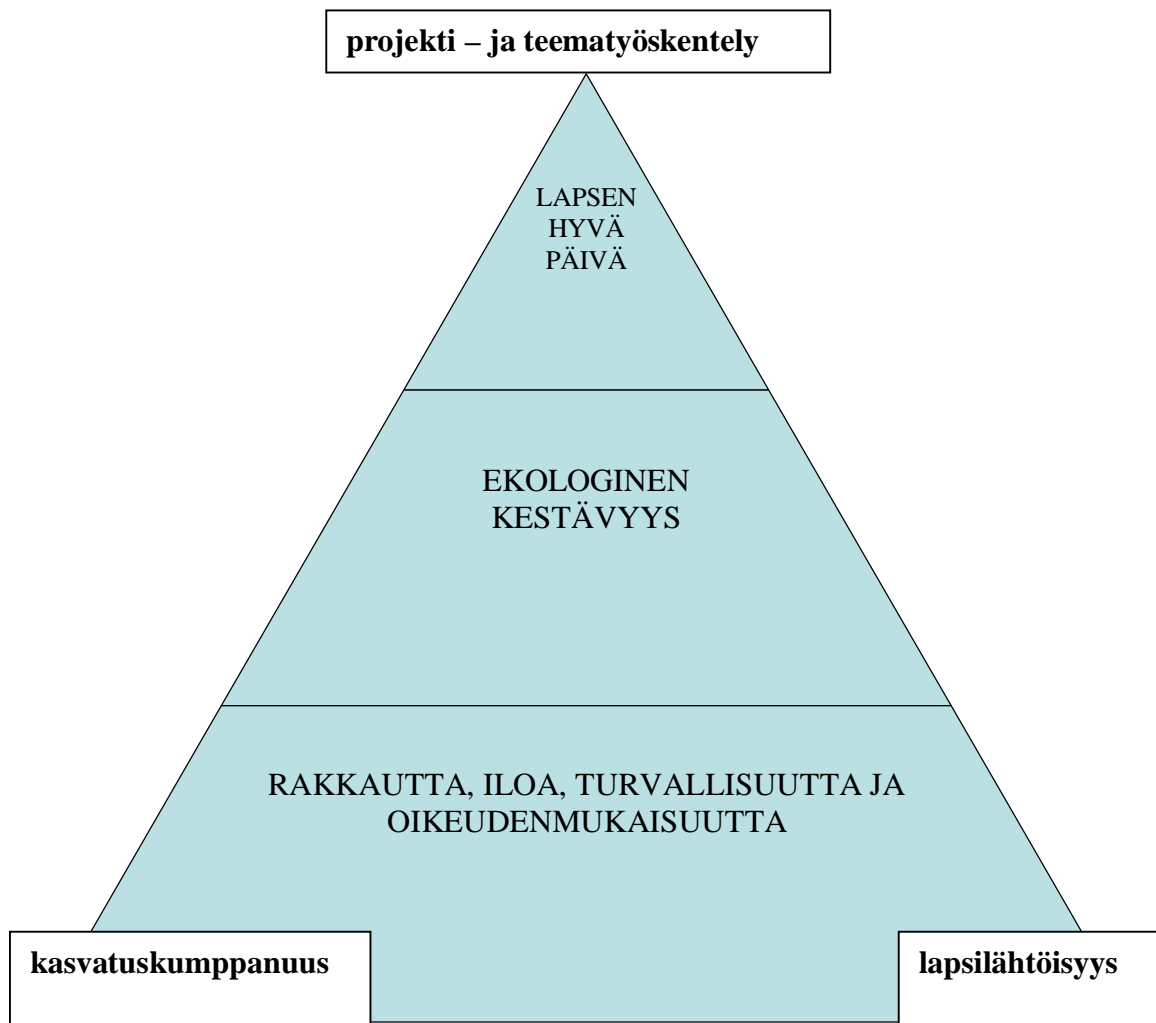 projekti – ja teematyöskentely
LAPSEN
HYVÄ
PÄIVÄ
EKOLOGINEN
KESTÄVYYS
RAKKAUTTA, ILOA, TURVALLISUUTTA JA
OIKEUDENMUKAISUUTTA
kasvatuskumppanuus
lapsilähtöisyys